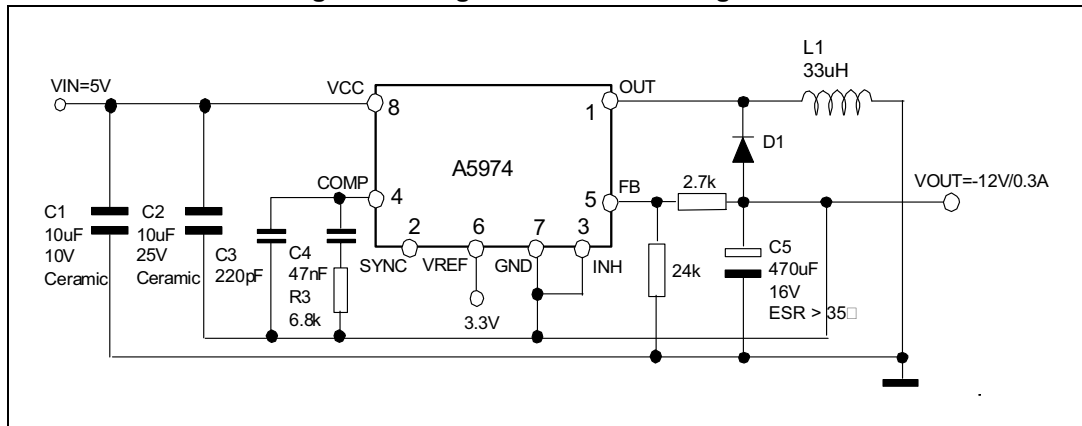 L1
33uH
VIN=5V
VCC
OUT
8
1
D1
A5974
COMP
4
5
FB
2.7k
VOUT=-12V/0.3A
C1
10uF
10V
Ceramic
C2
10uF
25V
Ceramic
C3
220pF
C4
47nF
R3
6.8k
2
6
7
3
SYNC
VREF
GND
INH
3.3V
24k
C5
470uF
16V
ESR > 35